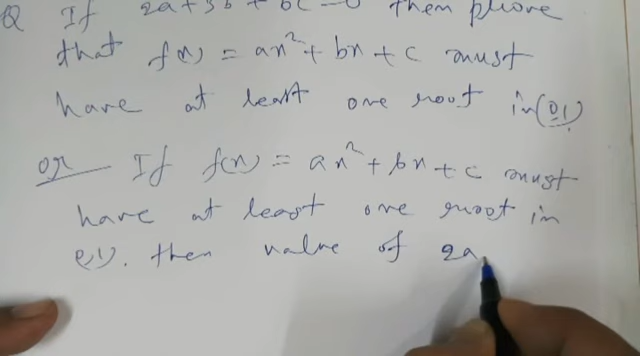 Q If 2a+3b+6c=0 then prove
that f(x) = ax²+bx+c must
have at least one root in (0,1)
or If f(x) = ax²+bx+c must
have at least one root in
(0,1). then value of 2a